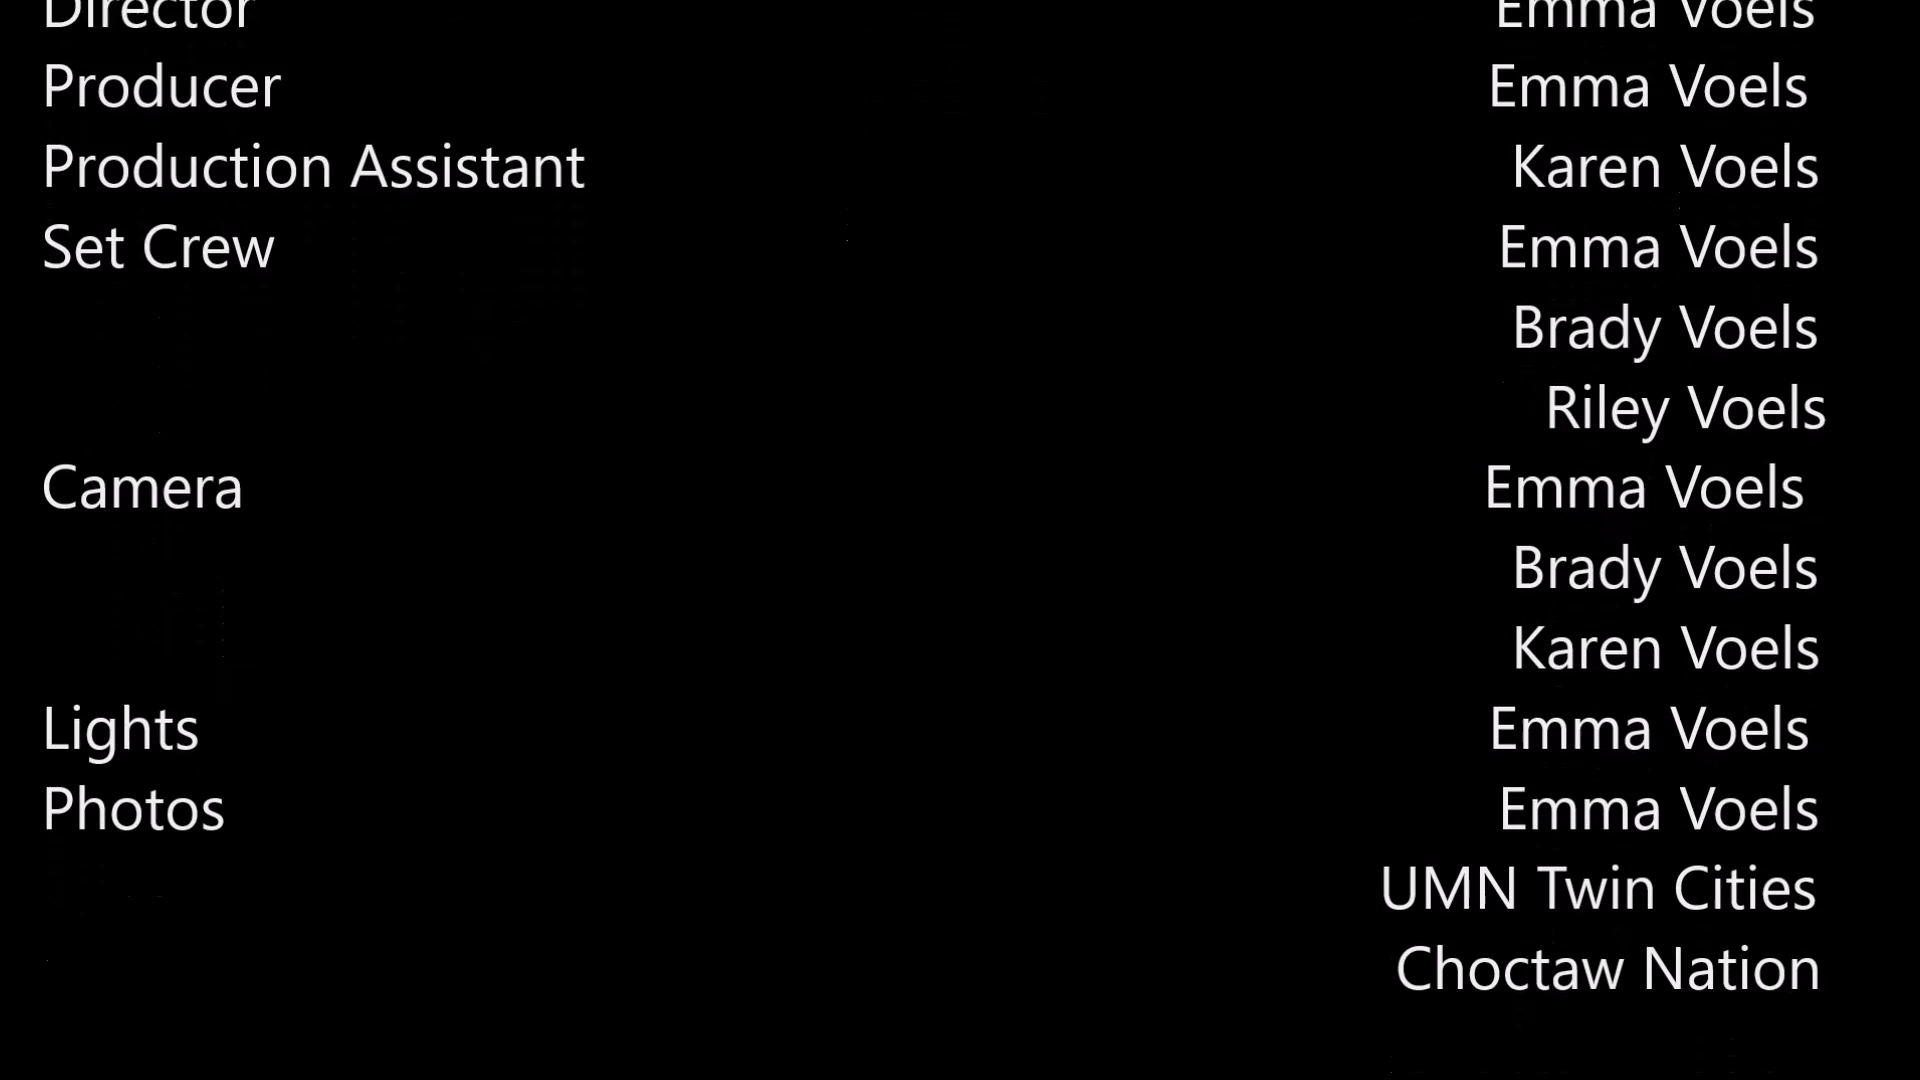 Director Emma Voels
Producer Emma Voels
Production Assistant Karen Voels
Set Crew Emma Voels
Brady Voels
Riley Voels
Camera Emma Voels
Brady Voels
Karen Voels
Lights Emma Voels
Photos Emma Voels
UMN Twin Cities
Choctaw Nation